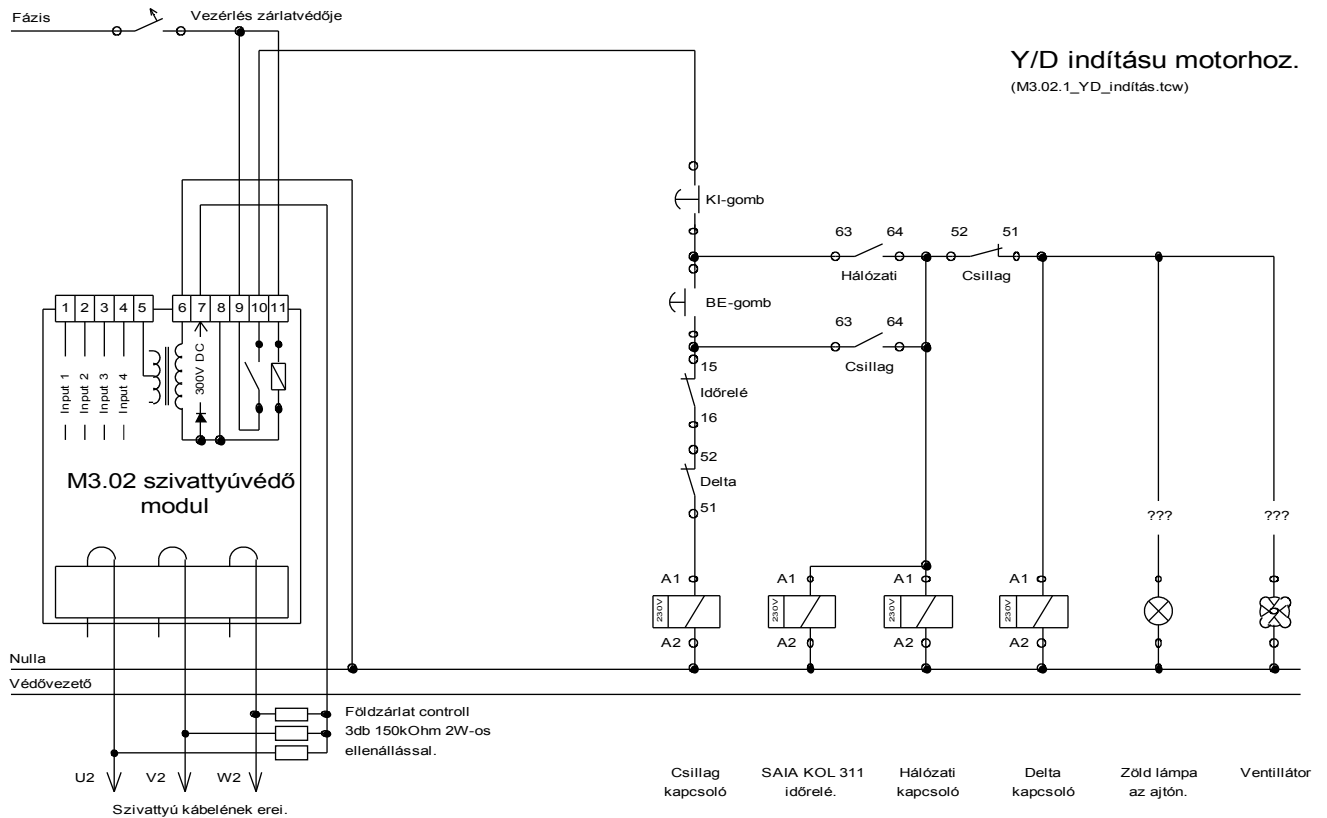 Fázis
Vezérlés zárlatvédője
Y/D indításu motorhoz.
(M3.02.1_YD_indítás.tcw)
KI-gomb
63 64 52 51
Hálózati
Csillag
BE-gomb
63 64
Csillag
1 2 3 4 5 6 7 8 9 10 11
Input 1
Input 2
Input 3
Input 4
300V DC
15
Időrelé
16
52
Delta
51
M3.02 szivattyúvédő
modul
??? ???
A1 A1 A1 A1
230V 230V 230V 230V
A2 A2 A2 A2
Nulla
Védővezető
Földzárlat controll
3db 150kOhm 2W-os
ellenállással.
U2 V2 W2
Szivattyú kábelének erei.
Csillag
kapcsoló
SAIA KOL 311
időrelé.
Hálózati
kapcsoló
Delta
kapcsoló
Zöld lámpa
az ajtón.
Ventillátor